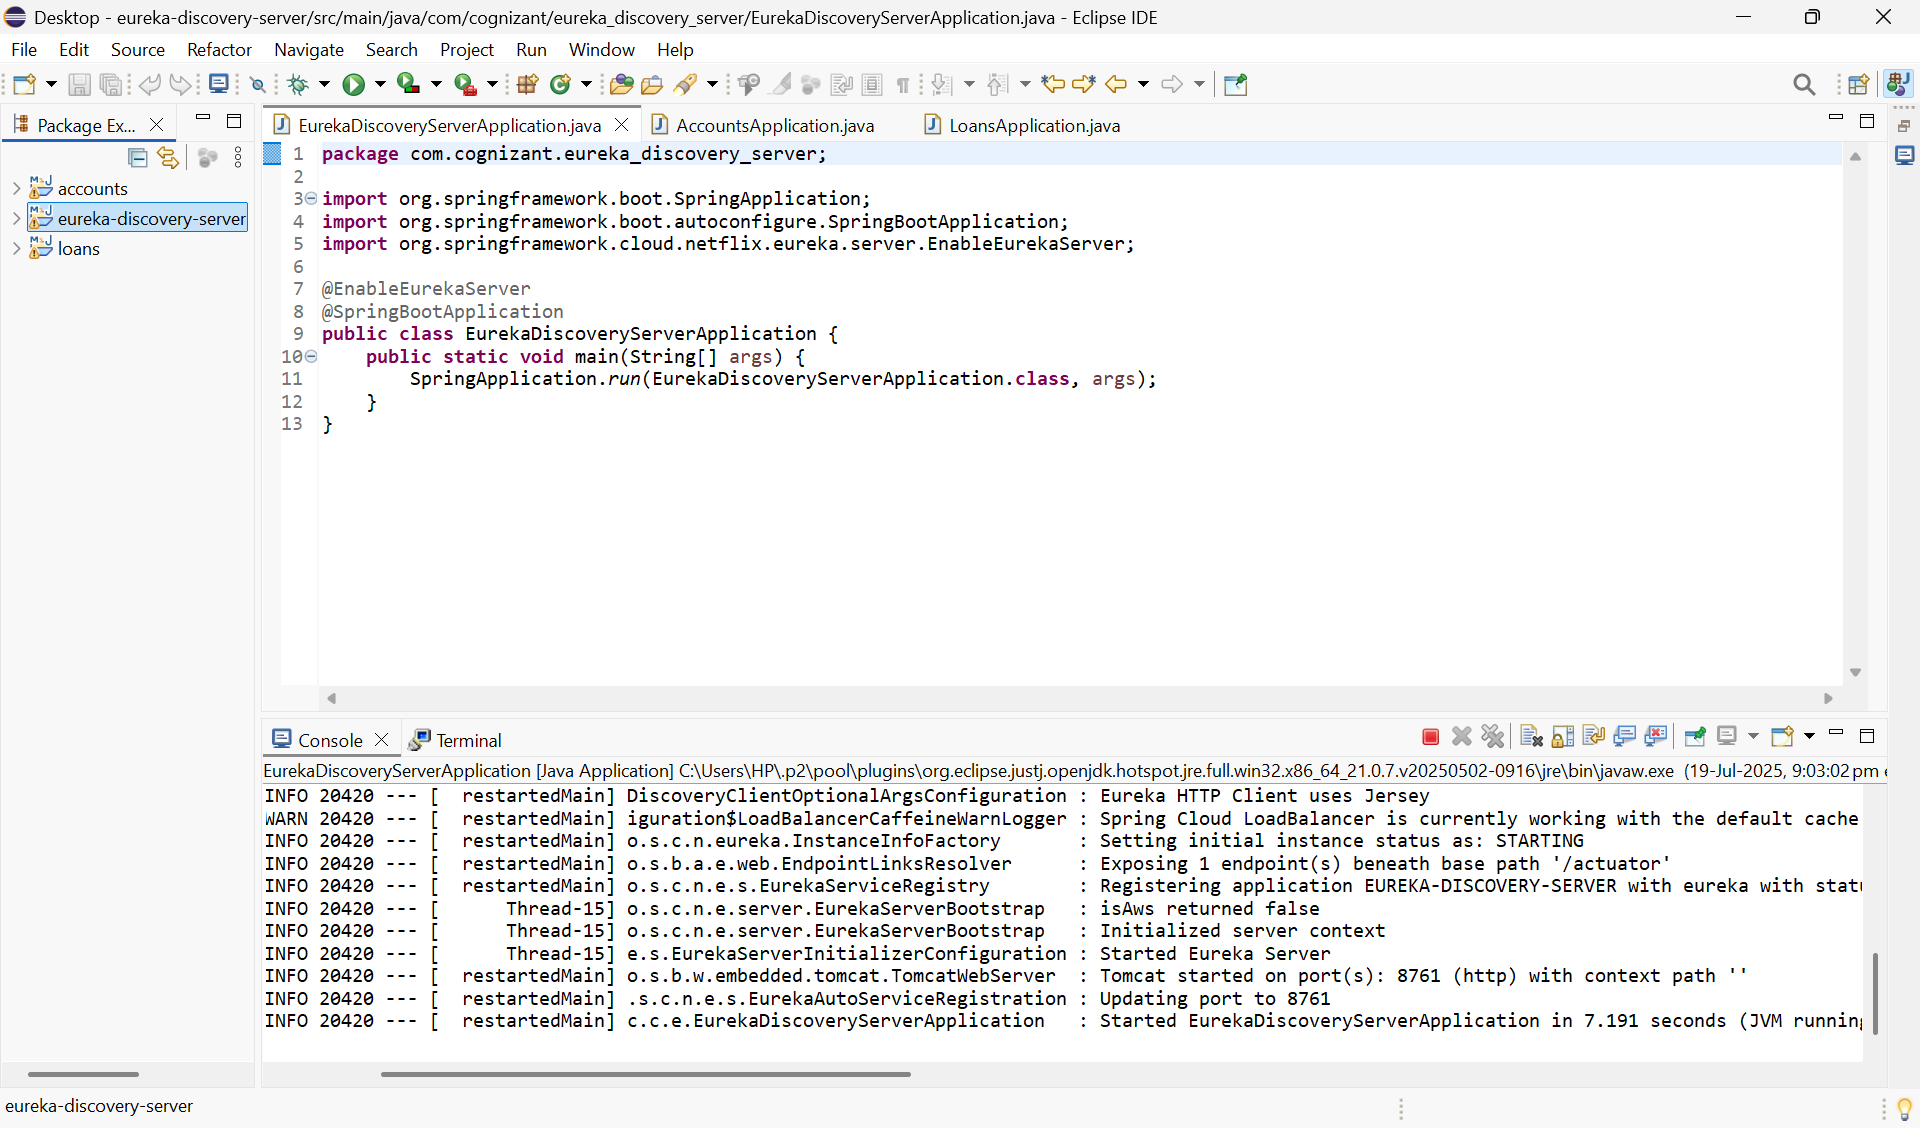 Desktop - eureka-discovery-server/src/main/java/com/cognizant/eureka_discovery_server/EurekaDiscoveryServerApplication.java - Eclipse IDE
File Edit Source Refactor Navigate Search Project Run Window Help
Package Ex...
accounts
eureka-discovery-server
loans
EurekaDiscoveryServerApplication.java AccountsApplication.java LoansApplication.java
1 package com.cognizant.eureka_discovery_server;
2
3 import org.springframework.boot.SpringApplication;
4 import org.springframework.boot.autoconfigure.SpringBootApplication;
5 import org.springframework.cloud.netflix.eureka.server.EnableEurekaServer;
6
7 @EnableEurekaServer
8 @SpringBootApplication
9 public class EurekaDiscoveryServerApplication {
10 public static void main(String[] args) {
11 SpringApplication.run(EurekaDiscoveryServerApplication.class, args);
12 }
13 }
Console Terminal
EurekaDiscoveryServerApplication [Java Application] C:\Users\HP\.p2\pool\plugins\org.eclipse.justj.openjdk.hotspot.jre.full.win32.x86_64_21.0.7.v20250502-0916\jre\bin\javaw.exe (19-Jul-2025, 9:03:02 pm
INFO 20420 --- [ restartedMain] DiscoveryClientOptionalArgsConfiguration : Eureka HTTP Client uses Jersey
WARN 20420 --- [ restartedMain] iguration$LoadBalancerCaffeineWarnLogger : Spring Cloud LoadBalancer is currently working with the default cache
INFO 20420 --- [ restartedMain] o.s.c.n.eureka.InstanceInfoFactory : Setting initial instance status as: STARTING
INFO 20420 --- [ restartedMain] o.s.b.a.e.web.EndpointLinksResolver : Exposing 1 endpoint(s) beneath base path '/actuator'
INFO 20420 --- [ restartedMain] o.s.c.n.e.s.EurekaServiceRegistry : Registering application EUREKA-DISCOVERY-SERVER with eureka with stat
INFO 20420 --- [ Thread-15] o.s.c.n.e.server.EurekaServerBootstrap : isAws returned false
INFO 20420 --- [ Thread-15] o.s.c.n.e.server.EurekaServerBootstrap : Initialized server context
INFO 20420 --- [ Thread-15] e.s.EurekaServerInitializerConfiguration : Started Eureka Server
INFO 20420 --- [ restartedMain] o.s.b.w.embedded.tomcat.TomcatWebServer : Tomcat started on port(s): 8761 (http) with context path ''
INFO 20420 --- [ restartedMain] .s.c.n.e.s.EurekaAutoServiceRegistration : Updating port to 8761
INFO 20420 --- [ restartedMain] c.c.e.EurekaDiscoveryServerApplication : Started EurekaDiscoveryServerApplication in 7.191 seconds (JVM runnin
eureka-discovery-server